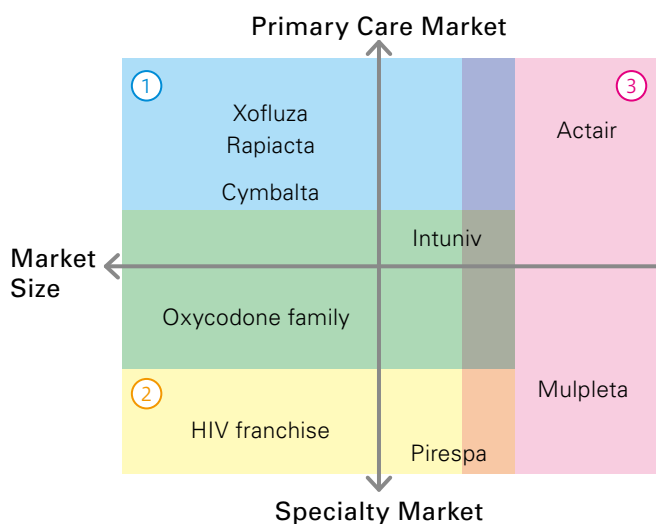 Primary Care Market
1
3
Xofluza
Rapiacta
Actair
Cymbalta
Intuniv
Market
Size
Oxycodone family
2
Mulpleta
HIV franchise
Pirespa
Specialty Market